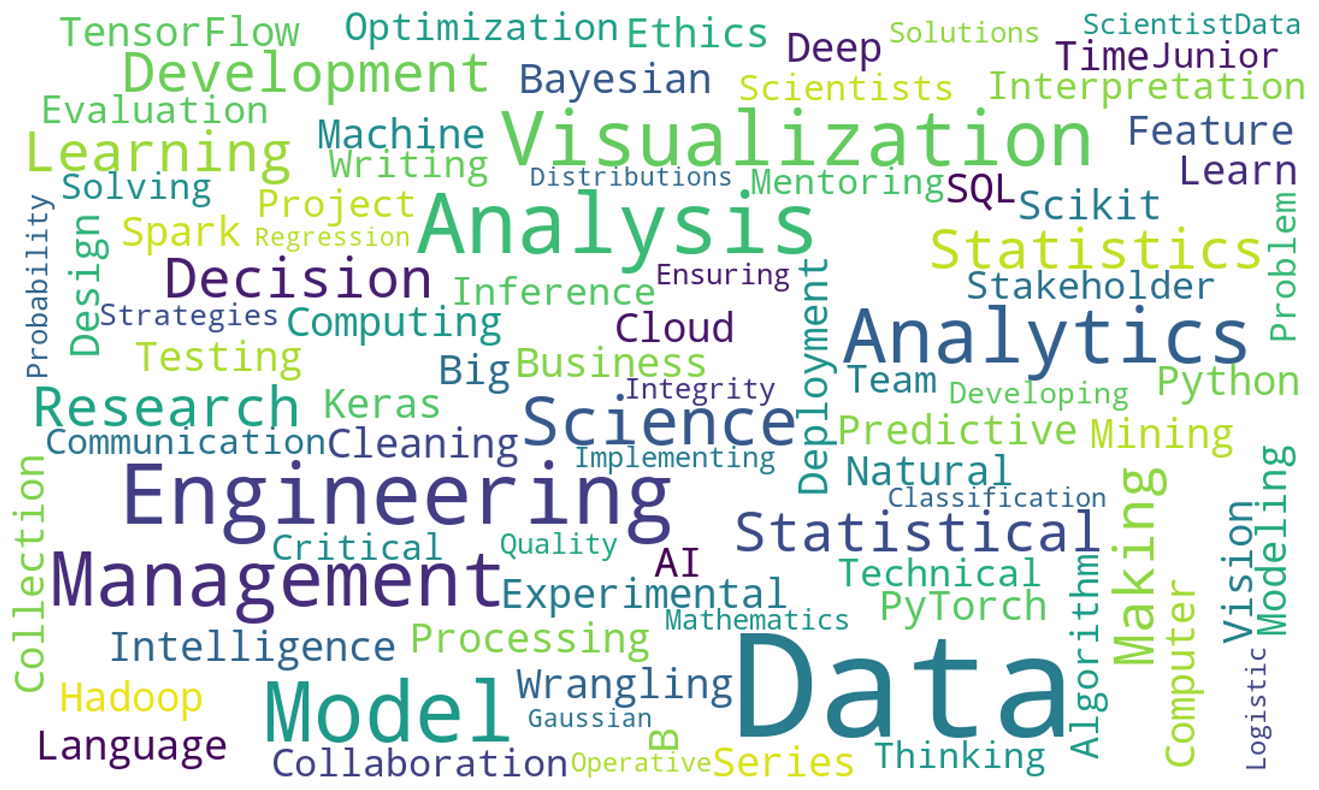 TensorFlow
Optimization
Ethics
Deep
Solutions
ScientistData
Development
Bayesian
Scientists
Time
Junior
Interpretation
Evaluation
Learning
Machine
Writing
Visualization
Feature
Learn
Solving
Distributions
Mentoring
SQL
Scikit
Probability
Design
Spark
Project
Regression
Analysis
Statistics
Problem
Decision
Inference
Ensuring
Stakeholder
Strategies
Computing
Cloud
Deployment
Analytics
Testing
Big
Business
Integrity
Team
Developing
Python
Research
Keras
Science
Predictive
Mining
Communication
Cleaning
Implementing
Natural
Modeling
Collection
Engineering
Classification
Making
Vision
Critical
Quality
AI
Statistical
Management
Experimental
Technical
PyTorch
Algorithm
Computer
Intelligence
Processing
Mathematics
Data
Hadoop
Model
Wrangling
Gaussian
B
Logistic
Language
Collaboration
Operative
Series
Thinking